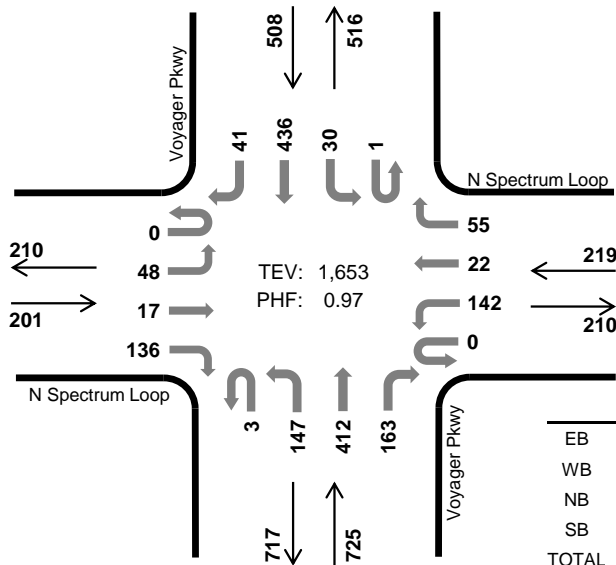 508
516
Voyager Pkwy
41
436
30
1
N Spectrum Loop
0
55
210
48
22
219
TEV: 1,653
PHF: 0.97
201
17
142
210
136
0
N Spectrum Loop
3
147
412
163
Voyager Pkwy
EB
WB
NB
SB
TOTAL
717
725